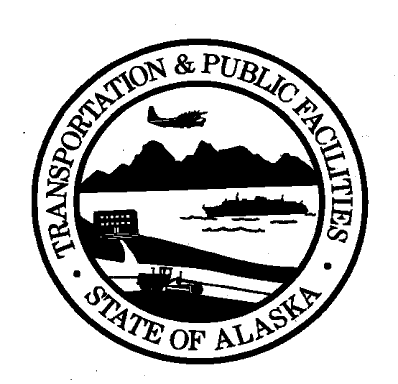 TRANSPORTATION & PUBLIC FACILITIES
STATE OF ALASKA